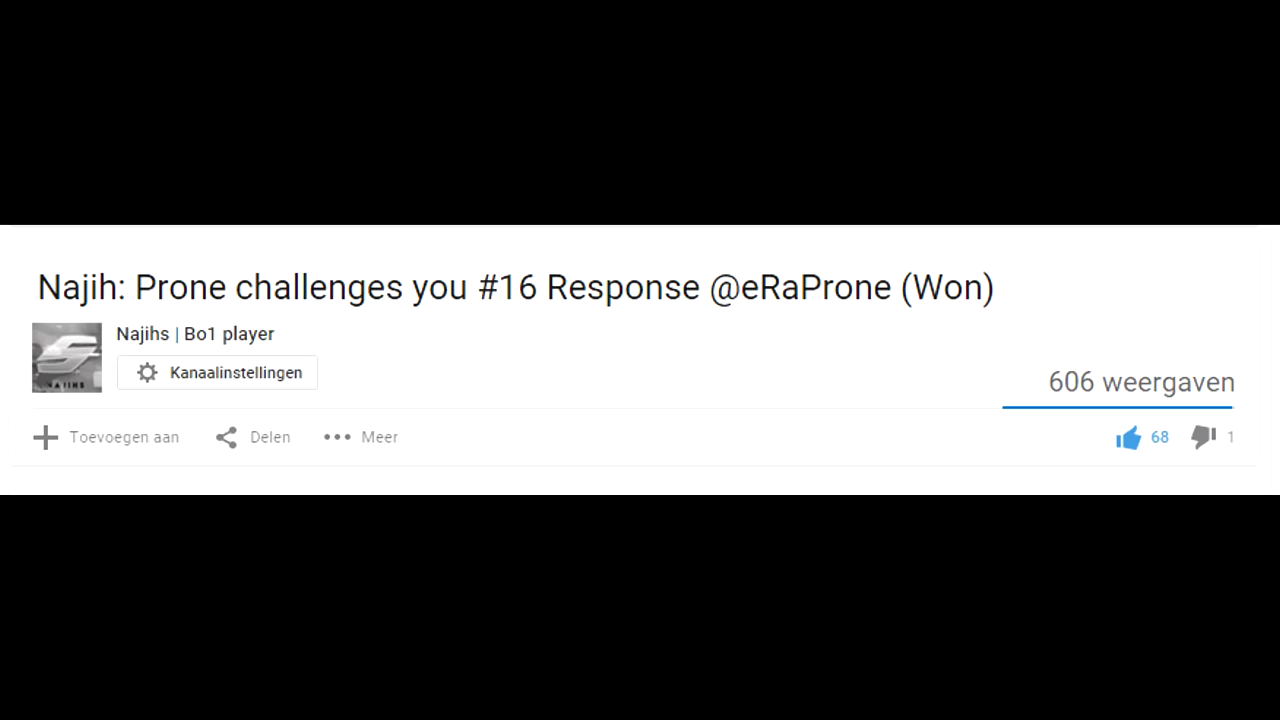 Najih: Prone challenges you #16 Response @eRaProne (Won)
Najihs | Bo1 player
NAJIHS
Kanaalinstellingen
606 weergaven
Toevoegen aan
Delen
Meer
68
1